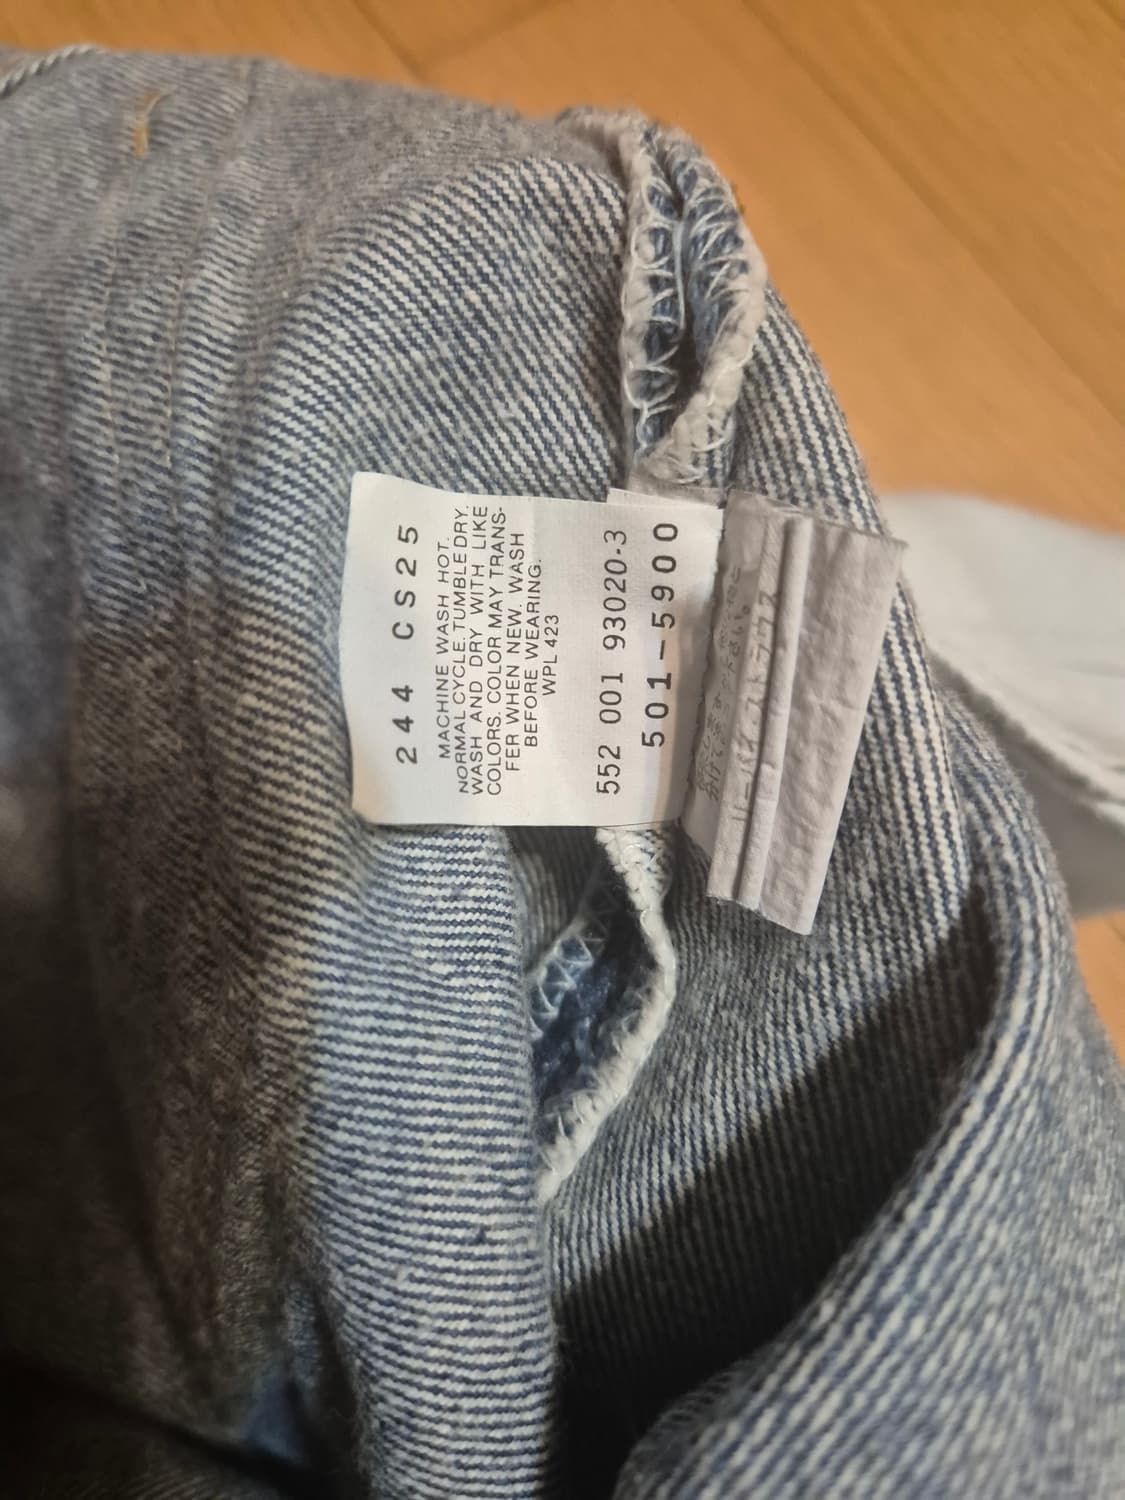 244 CS25
MACHINE WASH HOT.
NORMAL CYCLE. TUMBLE DRY.
WASH AND DRY WITH LIKE
COLORS. COLOR MAY TRANS-
FER WHEN NEW. WASH
BEFORE WEARING.
WPL 423
552 001 93020-3
501-5900